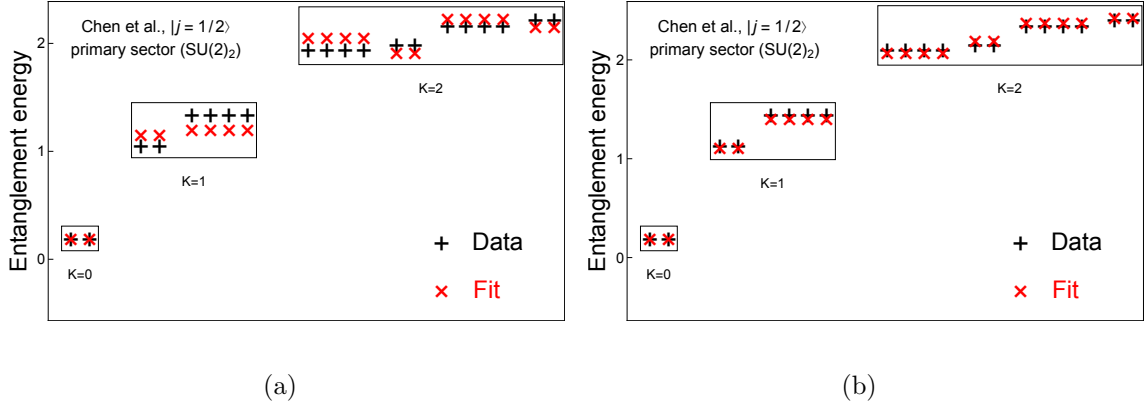 Chen et al., |j = 1/2⟩
primary sector (SU(2)₂)
Entanglement energy
2
1
0
K=0
K=1
K=2
+ Data
× Fit
(a)
Chen et al., |j = 1/2⟩
primary sector (SU(2)₂)
Entanglement energy
2
1
0
K=0
K=1
K=2
+ Data
× Fit
(b)